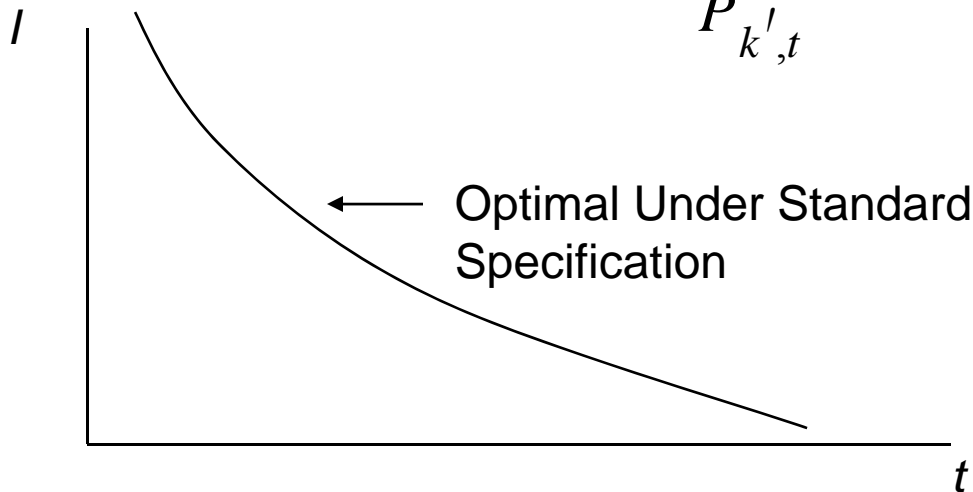 I
P k′,t
Optimal Under Standard
Specification
t